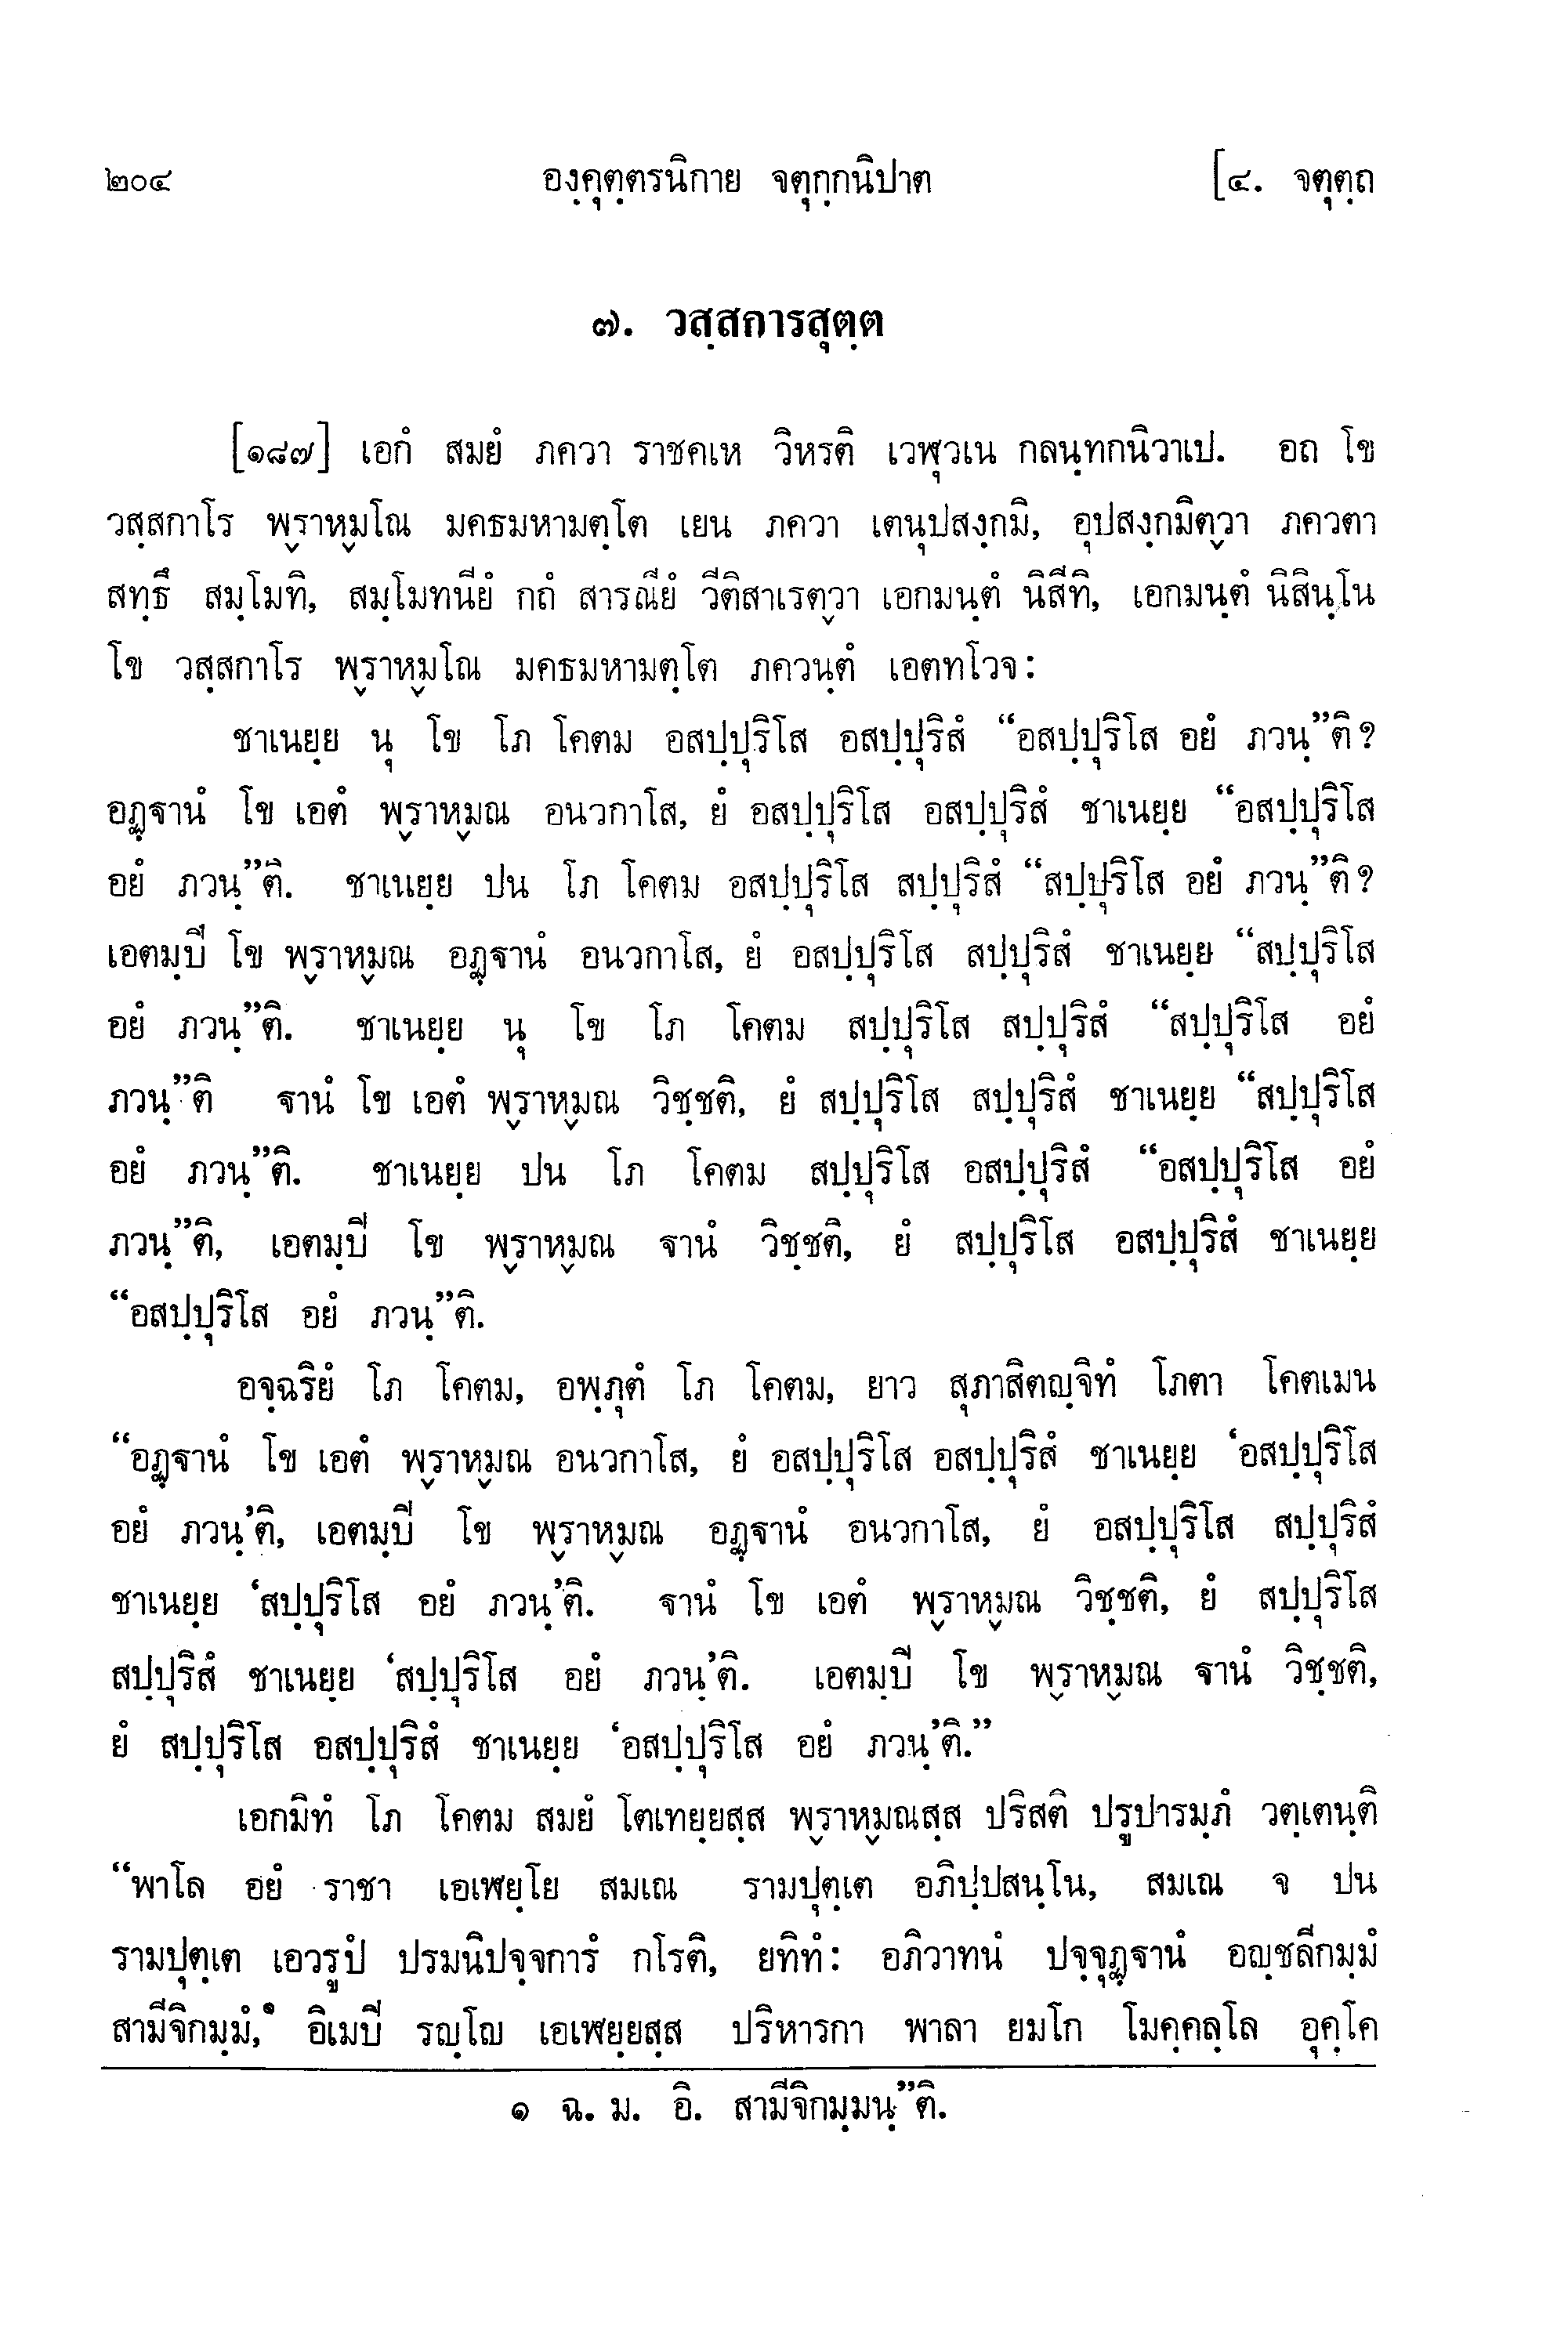 ๒๐๔ องฺคุตฺตรนิกาย จตุกฺกนิปาต [๔. จตุตฺถ
๗. วสฺสการสุตฺต
[๑๘๗] เอกํ สมยํ ภควา ราชคเห วิหรติ เวฬุวเน กลนฺทกนิวาเป. อถ โข
วสฺสกาโร พ๎ราห๎มโณ มคธมหามตฺโต เยน ภควา เตนุปสงฺกมิ, อุปสงฺกมิต๎วา ภควตา
สทฺธึ สมฺโมทิ, สมฺโมทนียํ กถํ สารณียํ วีติสาเรต๎วา เอกมนฺตํ นิสีทิ, เอกมนฺตํ นิสินฺโน
โข วสฺสกาโร พ๎ราห๎มโณ มคธมหามตฺโต ภควนฺตํ เอตทโวจ:
ชาเนยฺย นุ โข โภ โคตม อสปฺปุริโส อสปฺปุริสํ “อสปฺปุริโส อยํ ภวนฺ”ติ?
อฏฺฐานํ โข เอตํ พ๎ราห๎มณ อนวกาโส, ยํ อสปฺปุริโส อสปฺปุริสํ ชาเนยฺย “อสปฺปุริโส
อยํ ภวนฺ”ติ. ชาเนยฺย ปน โภ โคตม อสปฺปุริโส สปฺปุริสํ “สปฺปุริโส อยํ ภวนฺ”ติ?
เอตมฺปิ โข พ๎ราห๎มณ อฏฺฐานํ อนวกาโส, ยํ อสปฺปุริโส สปฺปุริสํ ชาเนยฺย “สปฺปุริโส
อยํ ภวนฺ”ติ. ชาเนยฺย นุ โข โภ โคตม สปฺปุริโส สปฺปุริสํ “สปฺปุริโส อยํ
ภวนฺ”ติ ฐานํ โข เอตํ พ๎ราห๎มณ วิชฺชติ, ยํ สปฺปุริโส สปฺปุริสํ ชาเนยฺย “สปฺปุริโส
อยํ ภวนฺ”ติ. ชาเนยฺย ปน โภ โคตม สปฺปุริโส อสปฺปุริสํ “อสปฺปุริโส อยํ
ภวนฺ”ติ, เอตมฺปิ โข พ๎ราห๎มณ ฐานํ วิชฺชติ, ยํ สปฺปุริโส อสปฺปุริสํ ชาเนยฺย
“อสปฺปุริโส อยํ ภวนฺ”ติ.
อจฺฉริยํ โภ โคตม, อพฺภุตํ โภ โคตม, ยาว สุภาสิตญฺจิทํ โภตา โคตเมน
“อฏฺฐานํ โข เอตํ พ๎ราห๎มณ อนวกาโส, ยํ อสปฺปุริโส อสปฺปุริสํ ชาเนยฺย ‘อสปฺปุริโส
อยํ ภวนฺ’ติ, เอตมฺปิ โข พ๎ราห๎มณ อฏฺฐานํ อนวกาโส, ยํ อสปฺปุริโส สปฺปุริสํ
ชาเนยฺย ‘สปฺปุริโส อยํ ภวนฺ’ติ. ฐานํ โข เอตํ พ๎ราห๎มณ วิชฺชติ, ยํ สปฺปุริโส
สปฺปุริสํ ชาเนยฺย ‘สปฺปุริโส อยํ ภวนฺ’ติ. เอตมฺปิ โข พ๎ราห๎มณ ฐานํ วิชฺชติ,
ยํ สปฺปุริโส อสปฺปุริสํ ชาเนยฺย ‘อสปฺปุริโส อยํ ภวนฺ’ติ.”
เอกมิทํ โภ โคตม สมยํ โตเทยฺยสฺส พ๎ราห๎มณสฺส ปริสติ ปรูปารมฺภํ วตฺเตนฺติ
“พาโล อยํ ราชา เอเฬยฺโย สมเณ รามปุตฺเต อภิปฺปสนฺโน, สมเณ จ ปน
รามปุตฺเต เอวรูปํ ปรมนิปจฺจการํ กโรติ, ยทิทํ: อภิวาทนํ ปจฺจุฏฺฐานํ อญฺชลีกมฺมํ
สามีจิกมฺมํ,๑ อิเมปิ รญฺโญ เอเฬยฺยสฺส ปริหารกา พาลา ยมโก โมคฺคลฺโล อุคฺโค
๑ ฉ. ม. อิ. สามีจิกมฺมนฺ”ติ.